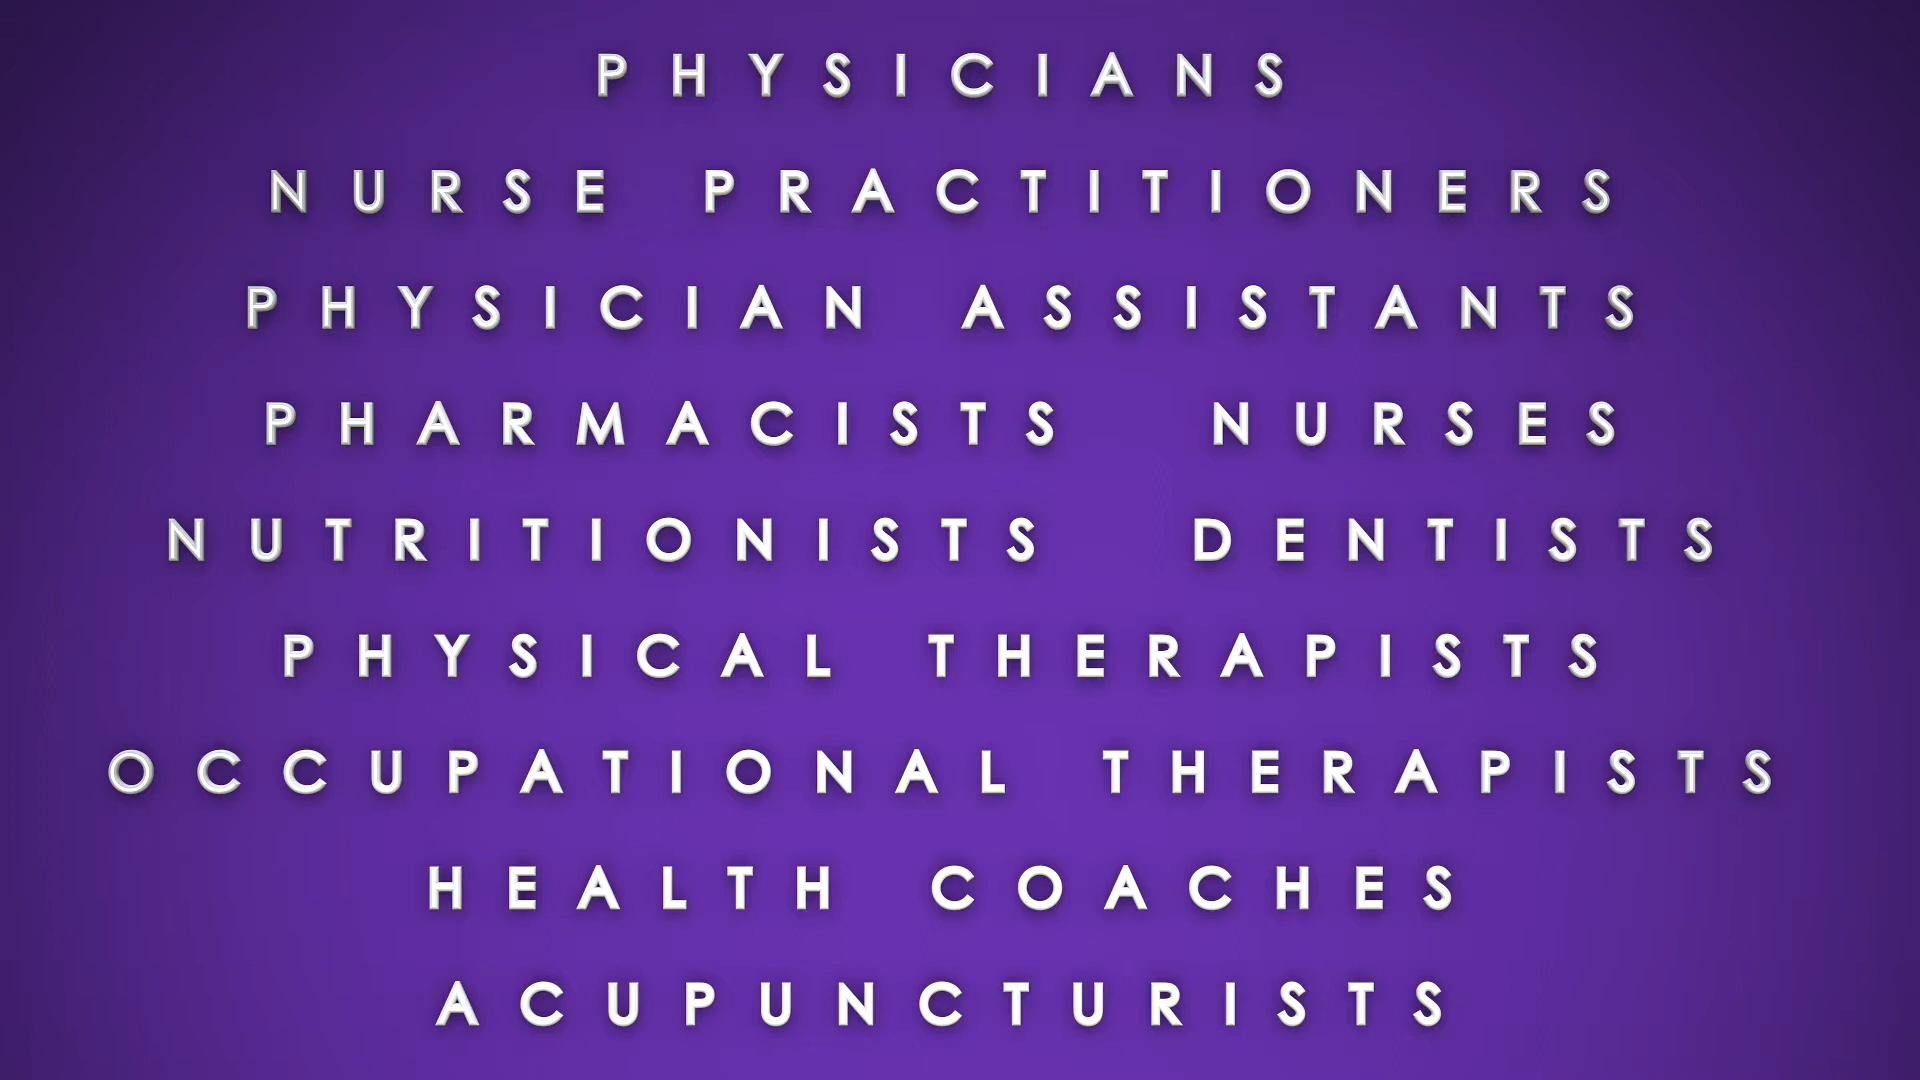 PHYSICIANS
NURSE PRACTITIONERS
PHYSICIAN ASSISTANTS
PHARMACISTS NURSES
NUTRITIONISTS DENTISTS
PHYSICAL THERAPISTS
OCCUPATIONAL THERAPISTS
HEALTH COACHES
ACUPUNCTURISTS